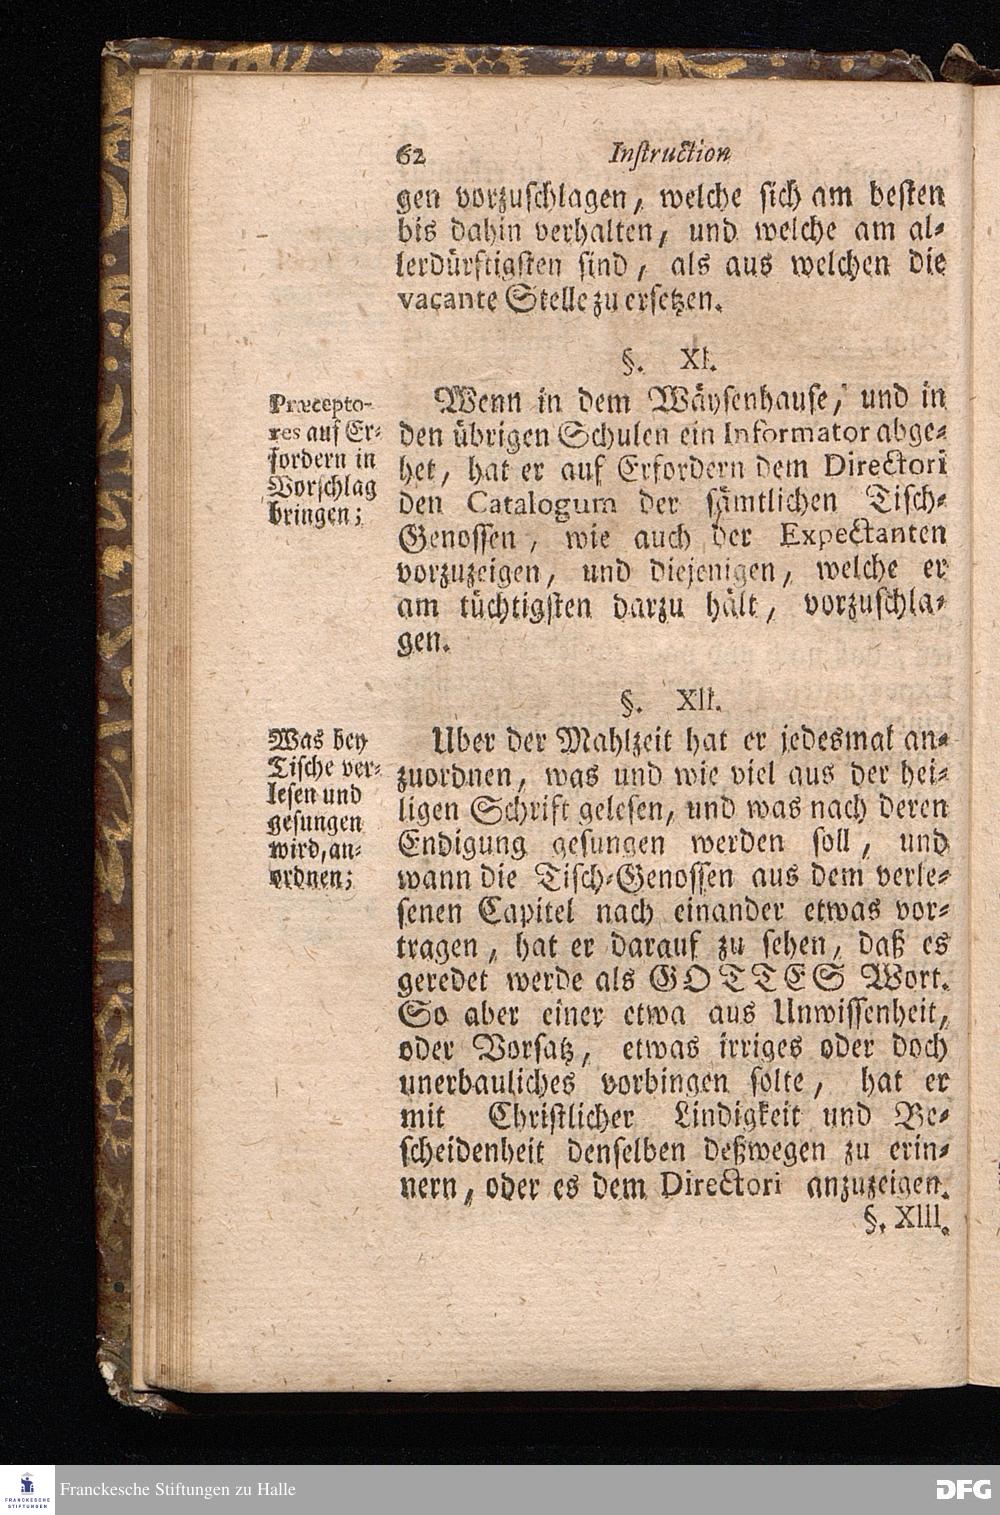 62 Instruction
gen vorzuschlagen, welche sich am besten
bis dahin verhalten, und welche am al-
lerdürftigsten sind, als aus welchen die
vacante Stelle zu ersetzen.
§. XI.
Præcepto-
res auf Er-
fordern in
Vorschlag
bringen;
Wenn in dem Wäysenhause, und in
den übrigen Schulen ein Informator abge-
het, hat er auf Erfordern dem Directori
den Catalogum der sämtlichen Tisch-
Genossen, wie auch der Expectanten
vorzuzeigen, und diejenigen, welche er
am tüchtigsten darzu hält, vorzuschla-
gen.
§. XII.
Was bey
Tische ver-
lesen und
gesungen
wird, an-
ordnen;
Uber der Mahlzeit hat er jedesmal an-
zuordnen, was und wie viel aus der hei-
ligen Schrift gelesen, und was nach deren
Endigung gesungen werden soll, und
wann die Tisch-Genossen aus dem verle-
senen Capitel nach einander etwas vor-
tragen, hat er darauf zu sehen, daß es
geredet werde als GOTTES Wort.
So aber einer etwa aus Unwissenheit,
oder Vorsatz, etwas irriges oder doch
unerbauliches vorbingen solte, hat er
mit Christlicher Lindigkeit und Be-
scheidenheit denselben deßwegen zu erin-
nern, oder es dem Directori anzuzeigen.
§. XIII.
FRANCKESCHE
STIFTUNGEN
Franckesche Stiftungen zu Halle
DFG